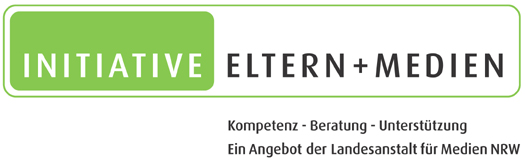 INITIATIVE ELTERN+MEDIEN
Kompetenz - Beratung - Unterstützung
Ein Angebot der Landesanstalt für Medien NRW